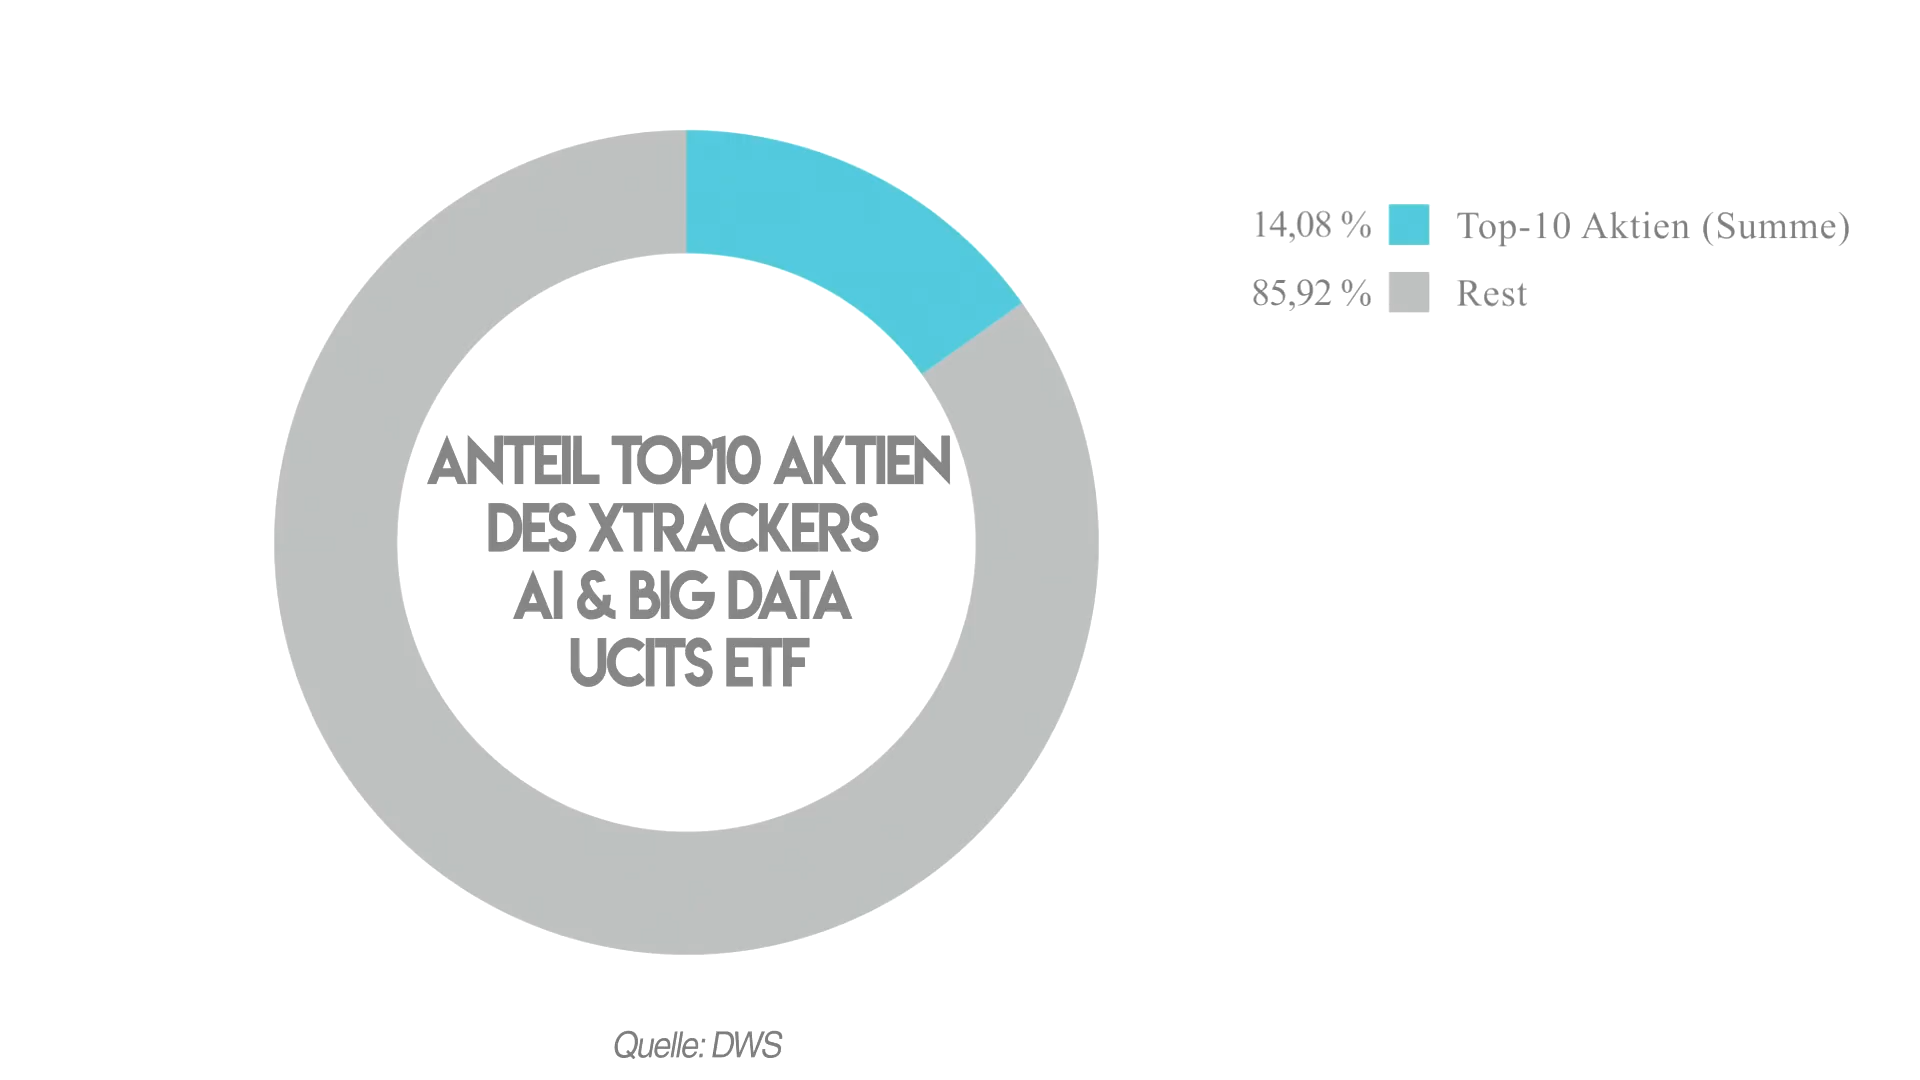 14,08 % Top-10 Aktien (Summe)
85,92 % Rest
ANTEIL TOP10 AKTIEN
DES XTRACKERS
AI & BIG DATA
UCITS ETF
Quelle: DWS